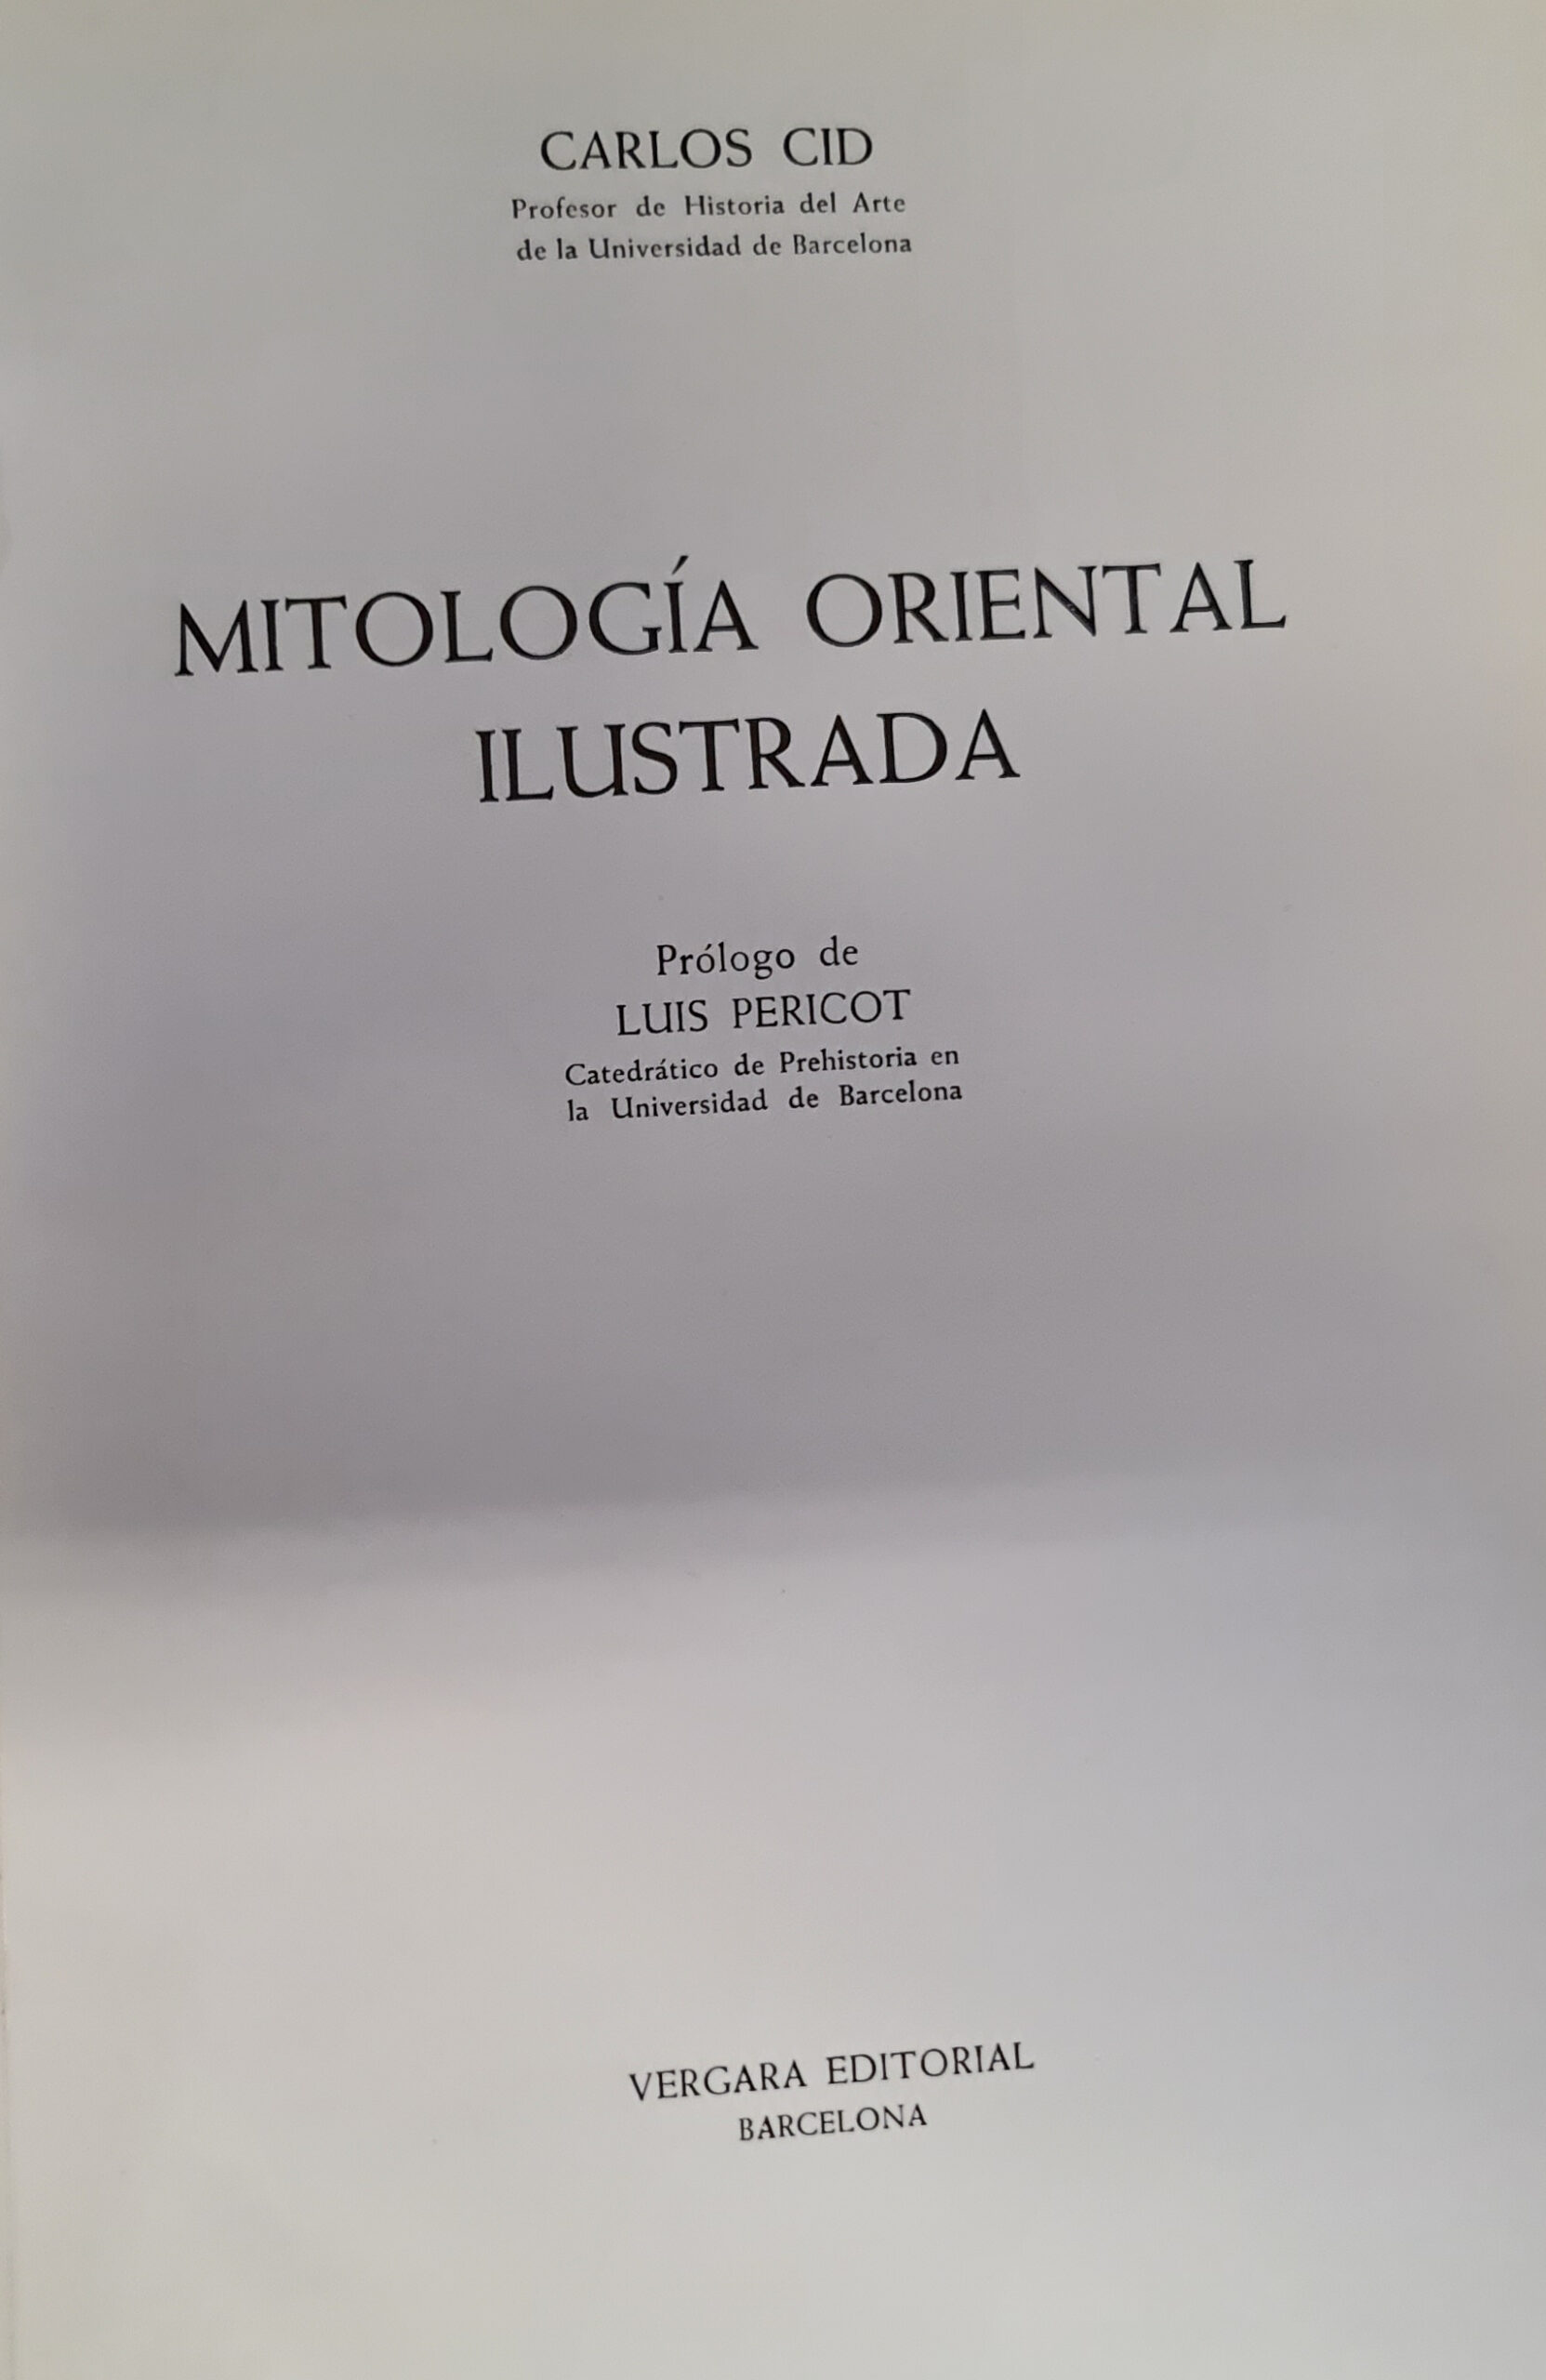 CARLOS CID
Profesor de Historia del Arte
de la Universidad de Barcelona
MITOLOGÍA ORIENTAL
ILUSTRADA
Prólogo de
LUIS PERICOT
Catedrático de Prehistoria en
la Universidad de Barcelona
VERGARA EDITORIAL
BARCELONA